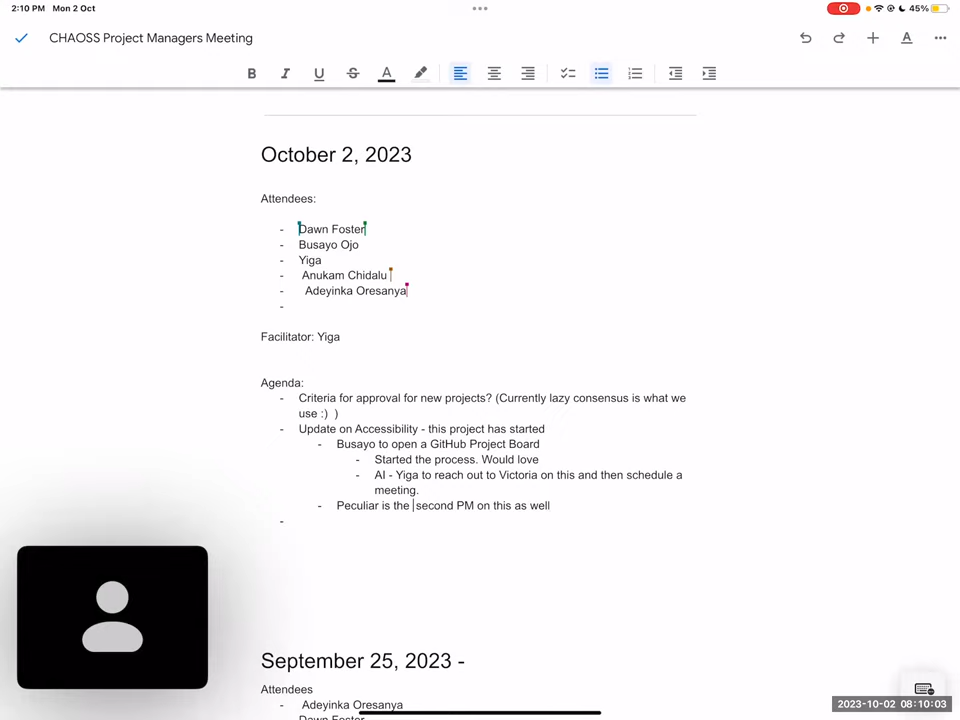 2:10 PM Mon 2 Oct
45%
CHAOSS Project Managers Meeting
B I U S A
October 2, 2023
Attendees:
- Dawn Foster
- Busayo Ojo
- Yiga
- Anukam Chidalu
- Adeyinka Oresanya
-
Facilitator: Yiga
Agenda:
- Criteria for approval for new projects? (Currently lazy consensus is what we
use :) )
- Update on Accessibility - this project has started
- Busayo to open a GitHub Project Board
- Started the process. Would love
- AI - Yiga to reach out to Victoria on this and then schedule a
meeting.
- Peculiar is the second PM on this as well
-
September 25, 2023 -
Attendees
- Adeyinka Oresanya
Dawn Foster
2023-10-02 08:10:03